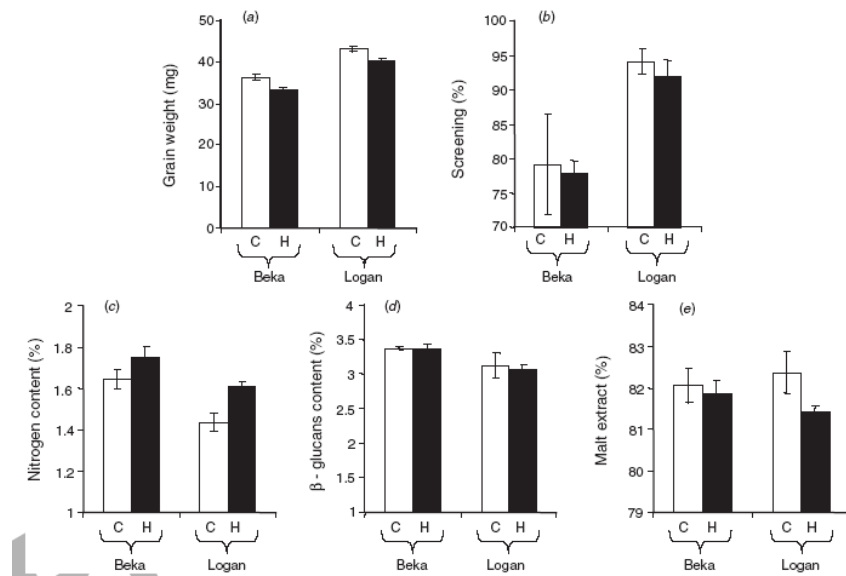 (a)
Grain weight (mg)
50
40
30
20
10
0
C H C H
Beka Logan
(b)
Screening (%)
100
95
90
85
80
75
70
C H C H
Beka Logan
(c)
Nitrogen content (%)
2
1.8
1.6
1.4
1.2
1
C H C H
Beka Logan
(d)
β - glucans content (%)
4
3.5
3
2.5
2
1.5
1
C H C H
Beka Logan
(e)
Malt extract (%)
84
83
82
81
80
79
C H C H
Beka Logan